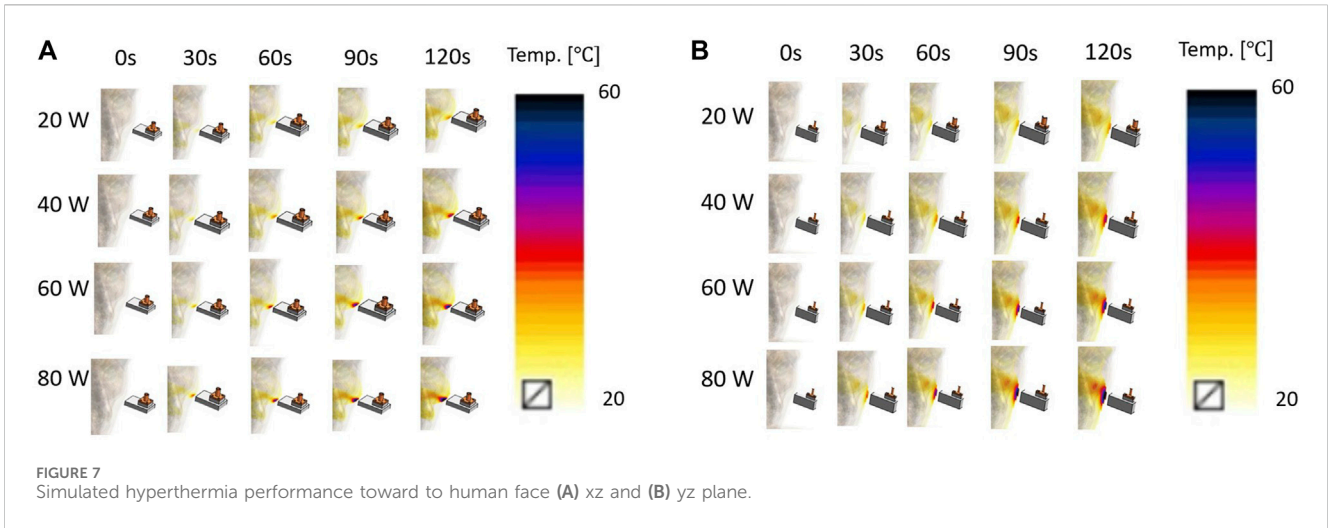 A 0s 30s 60s 90s 120s Temp. [℃]
60
20 W
40 W
60 W
80 W
20
B 0s 30s 60s 90s 120s Temp. [℃]
60
20 W
40 W
60 W
80 W
20
FIGURE 7
Simulated hyperthermia performance toward to human face (A) xz and (B) yz plane.